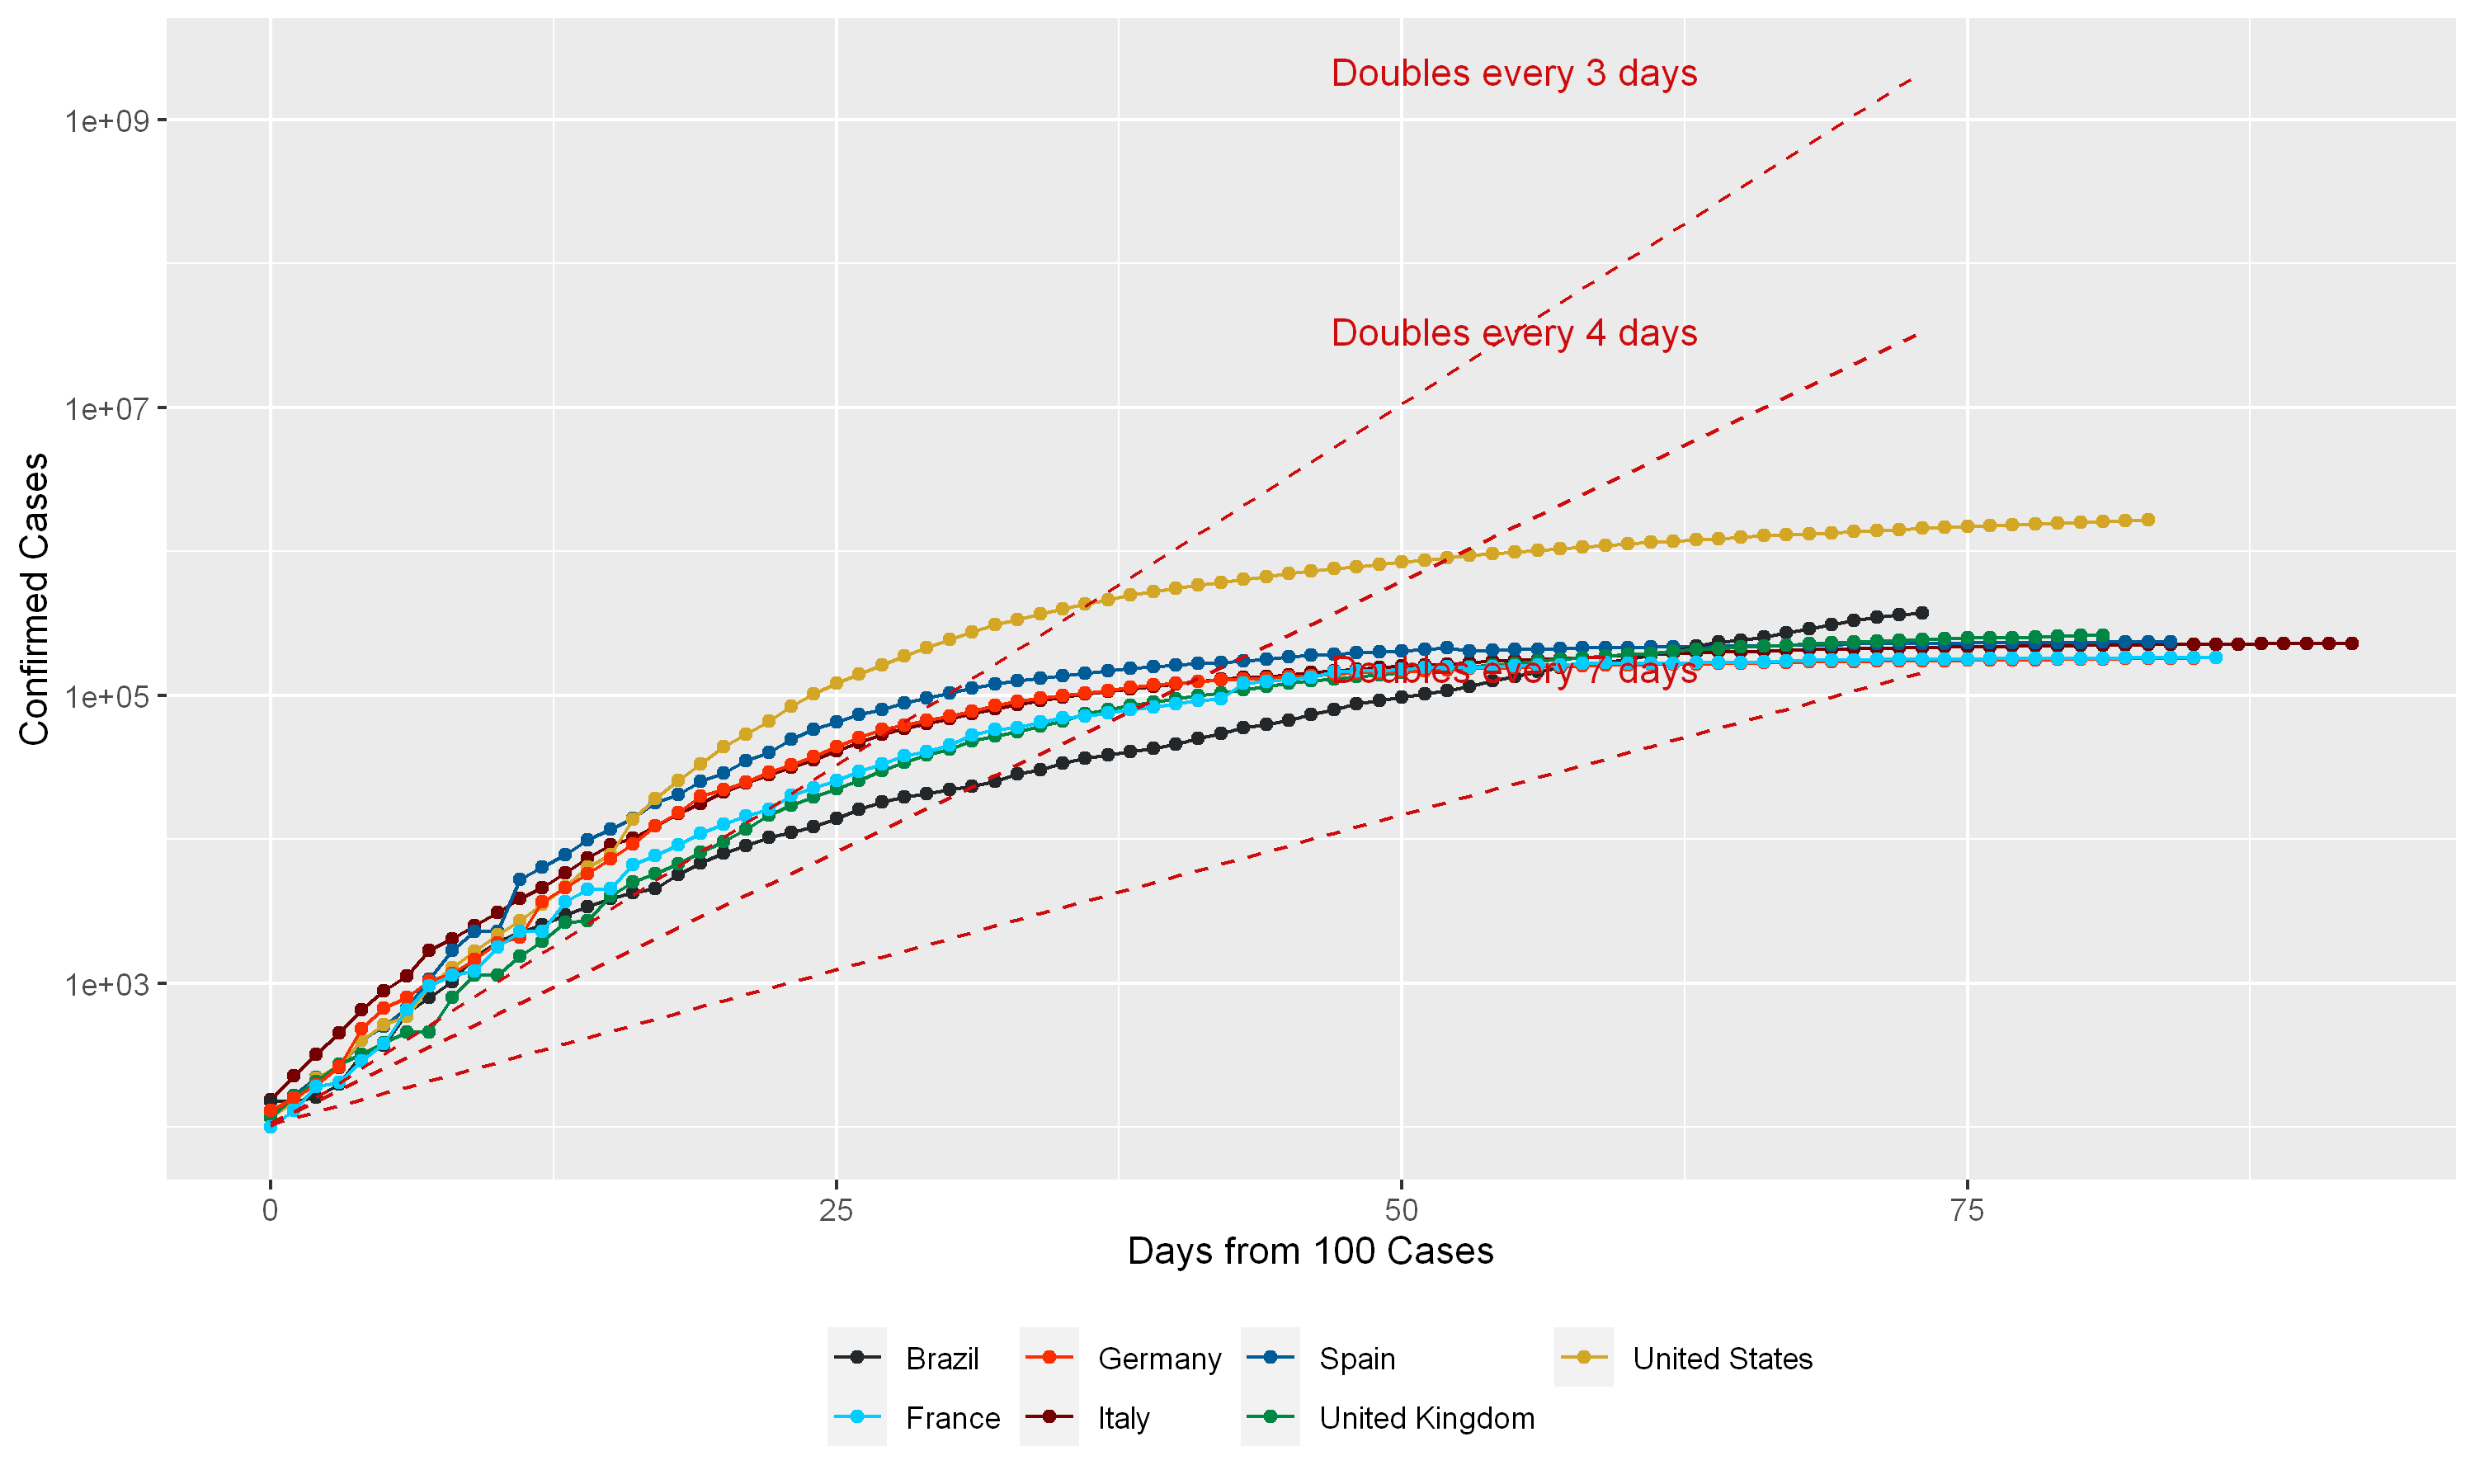 Doubles every 3 days
1e+09
Doubles every 4 days
1e+07
Doubles every 7 days
1e+05
1e+03
Confirmed Cases
0 25 50 75
Days from 100 Cases
Brazil Germany Spain United States
France Italy United Kingdom